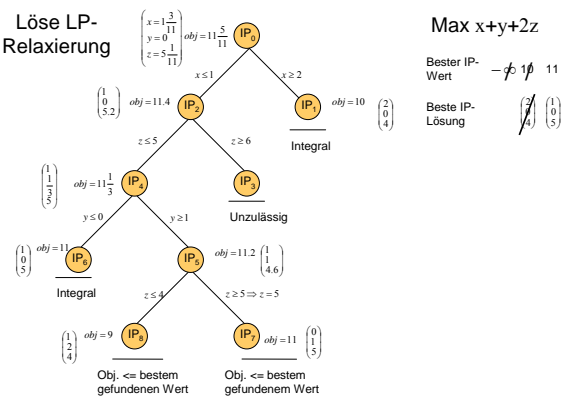 Löse LP-
Relaxierung
x = 1 3/11
y = 0
z = 5 1/11
obj = 11 5/11
IP0
Max x+y+2z
Bester IP-
Wert
−∞ 10 11
Beste IP-
Lösung
(2 0 4) (1 0 5)
x ≤ 1
x ≥ 2
(1 0 5.2)
obj = 11.4
IP2
IP1
obj = 10
(2 0 4)
Integral
z ≤ 5
z ≥ 6
(1 1/3 5)
obj = 11 1/3
IP4
IP3
Unzulässig
y ≤ 0
y ≥ 1
(1 0 5)
obj = 11
IP6
Integral
IP5
obj = 11.2
(1 1 4.6)
z ≤ 4
z ≥ 5 ⇒ z = 5
(1 2 4)
obj = 9
IP8
IP7
obj = 11
(0 1 5)
Obj. <= bestem
gefundenen Wert
Obj. <= bestem
gefundenem Wert